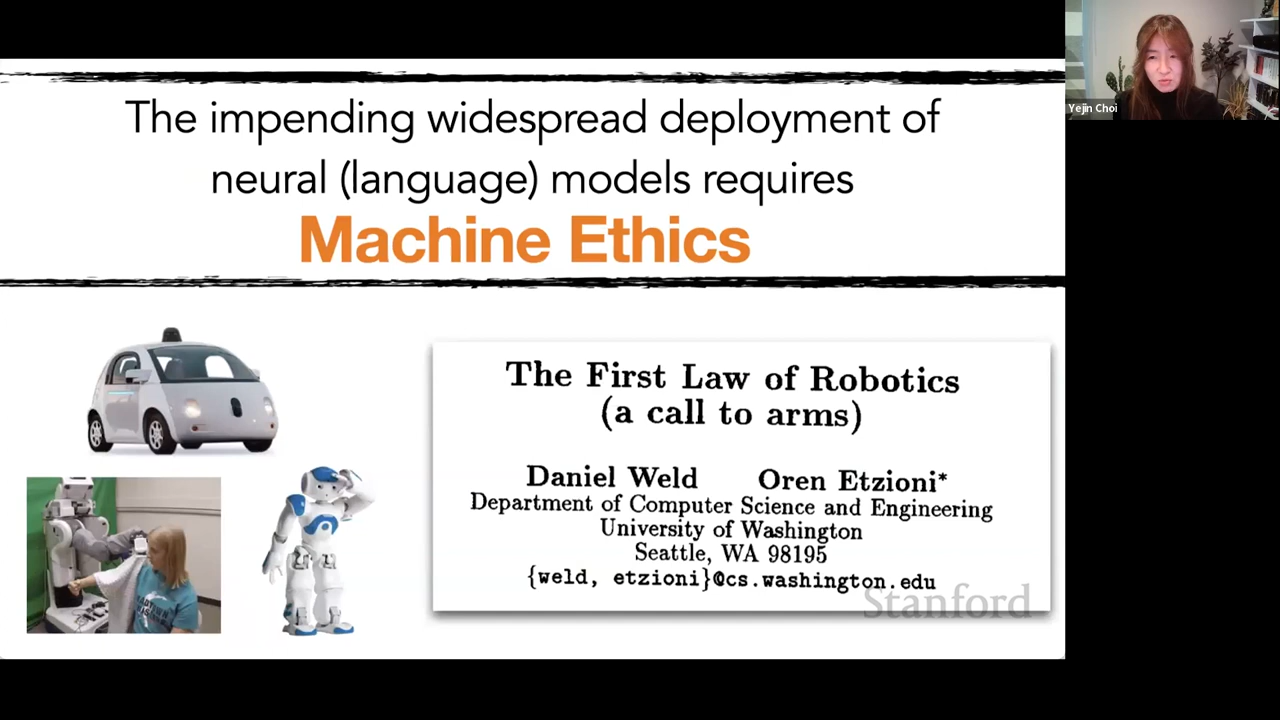 The impending widespread deployment of
neural (language) models requires
Machine Ethics
The First Law of Robotics
(a call to arms)
Daniel Weld Oren Etzioni*
Department of Computer Science and Engineering
University of Washington
Seattle, WA 98195
{weld, etzioni}@cs.washington.edu
Stanford
Yejin Choi